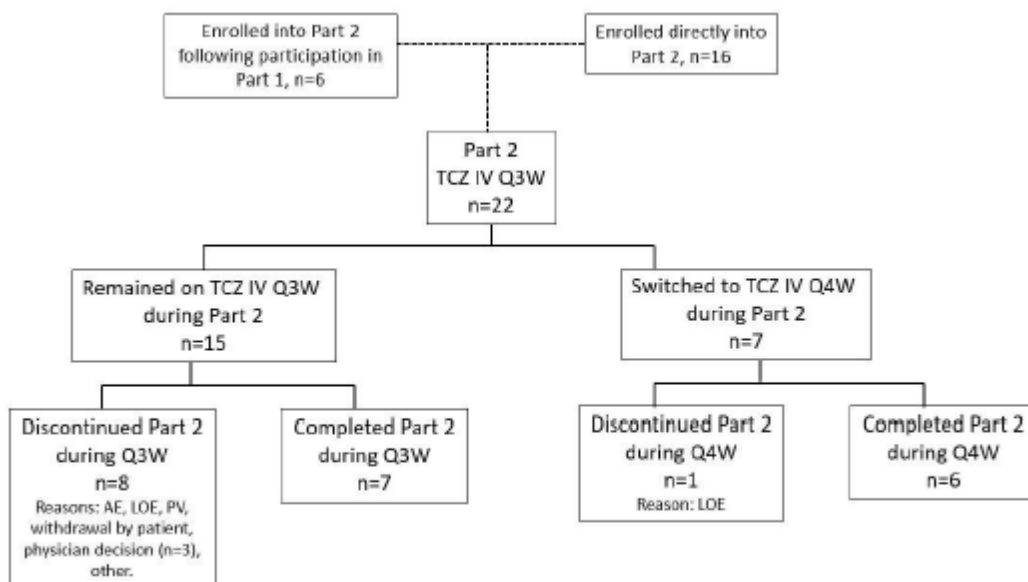 Enrolled into Part 2
following participation in
Part 1, n=6
Enrolled directly into
Part 2, n=16
Part 2
TCZ IV Q3W
n=22
Remained on TCZ IV Q3W
during Part 2
n=15
Switched to TCZ IV Q4W
during Part 2
n=7
Discontinued Part 2
during Q3W
n=8
Reasons: AE, LOE, PV,
withdrawal by patient,
physician decision (n=3),
other.
Completed Part 2
during Q3W
n=7
Discontinued Part 2
during Q4W
n=1
Reason: LOE
Completed Part 2
during Q4W
n=6